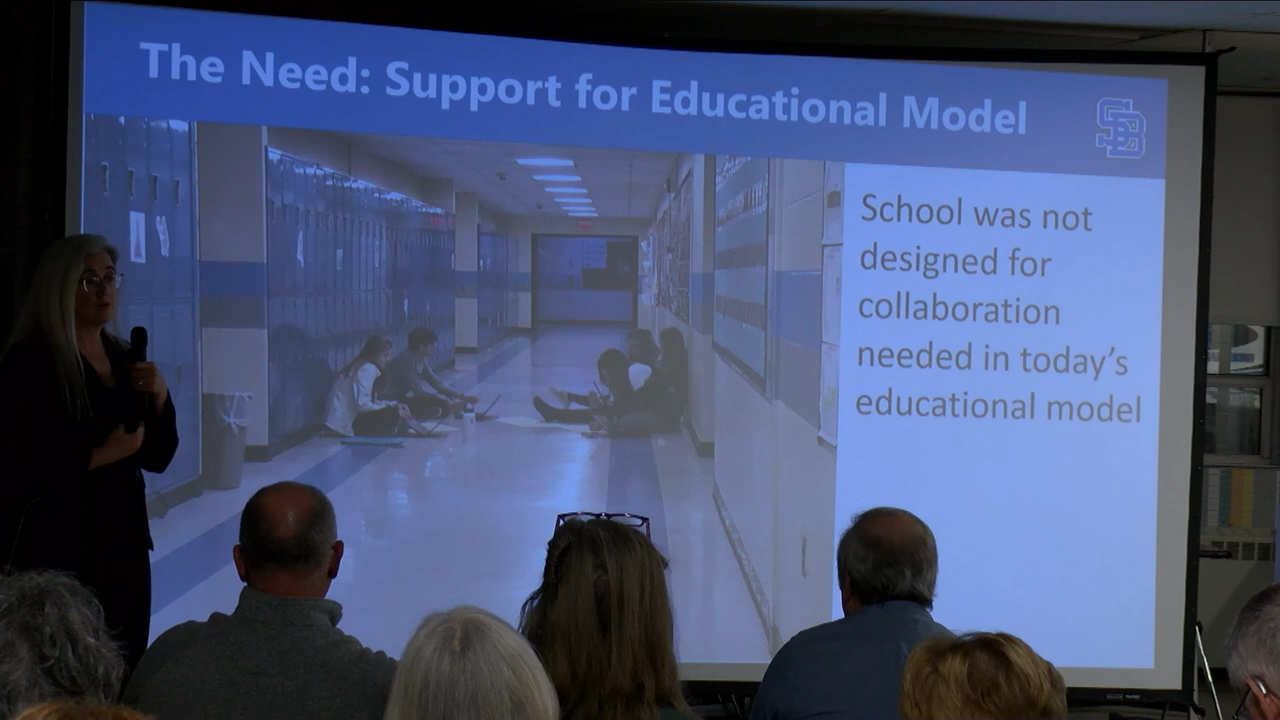 The Need: Support for Educational Model
SB
School was not
designed for
collaboration
needed in today's
educational model